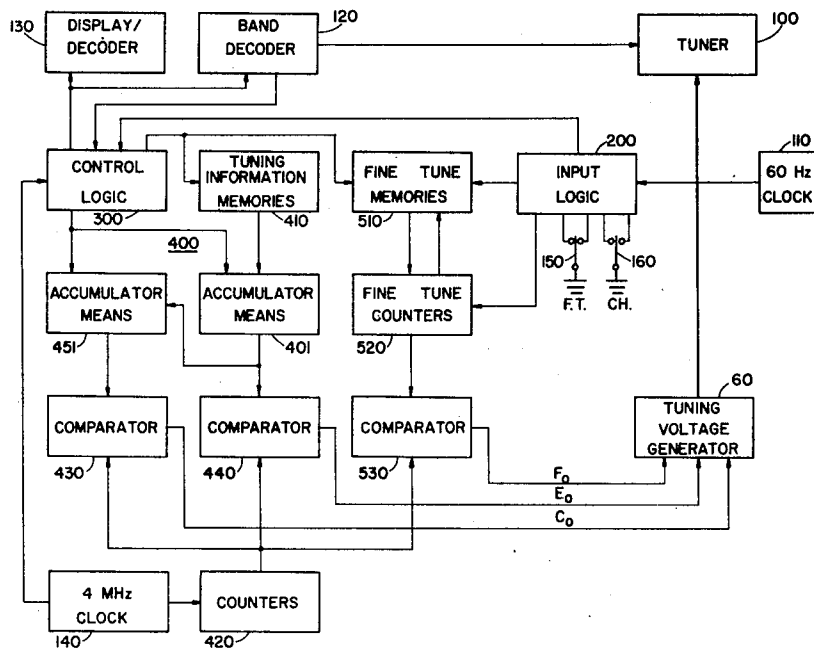 130
DISPLAY/
DECODER
BAND
DECODER
120
TUNER
100
CONTROL
LOGIC
300
TUNING
INFORMATION
MEMORIES
410
FINE TUNE
MEMORIES
510
200
INPUT
LOGIC
110
60 Hz
CLOCK
400
150
160
F.T.
CH.
ACCUMULATOR
MEANS
451
ACCUMULATOR
MEANS
401
FINE TUNE
COUNTERS
520
COMPARATOR
430
COMPARATOR
440
COMPARATOR
530
60
TUNING
VOLTAGE
GENERATOR
F₀
E₀
C₀
4 MHz
CLOCK
140
COUNTERS
420